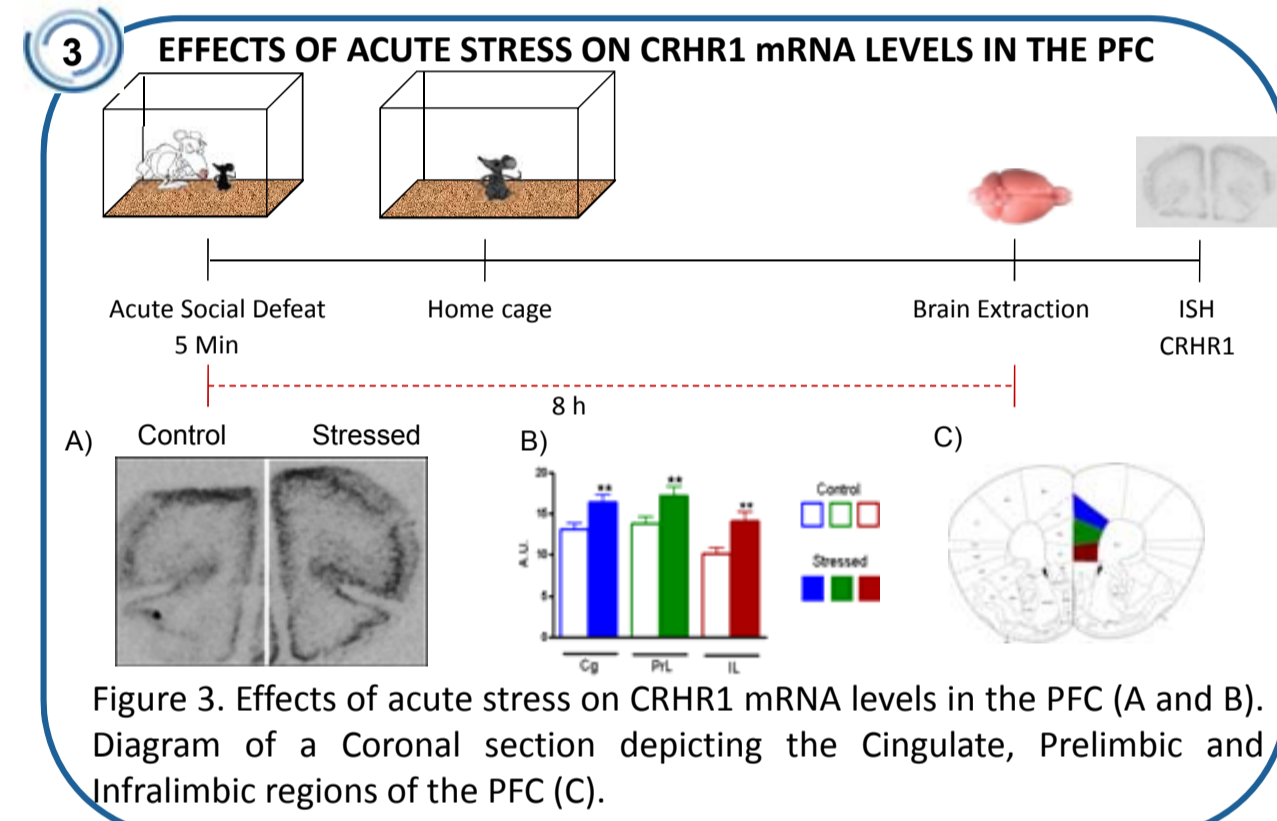 3
EFFECTS OF ACUTE STRESS ON CRHR1 mRNA LEVELS IN THE PFC
Acute Social Defeat
5 Min
Home cage
Brain Extraction
ISH
CRHR1
8 h
A)
Control
Stressed
B)
20
15
10
5
0
A.U.
**
**
**
Cg
PrL
IL
Control
Stressed
C)
Figure 3. Effects of acute stress on CRHR1 mRNA levels in the PFC (A and B).
Diagram of a Coronal section depicting the Cingulate, Prelimbic and
Infralimbic regions of the PFC (C).